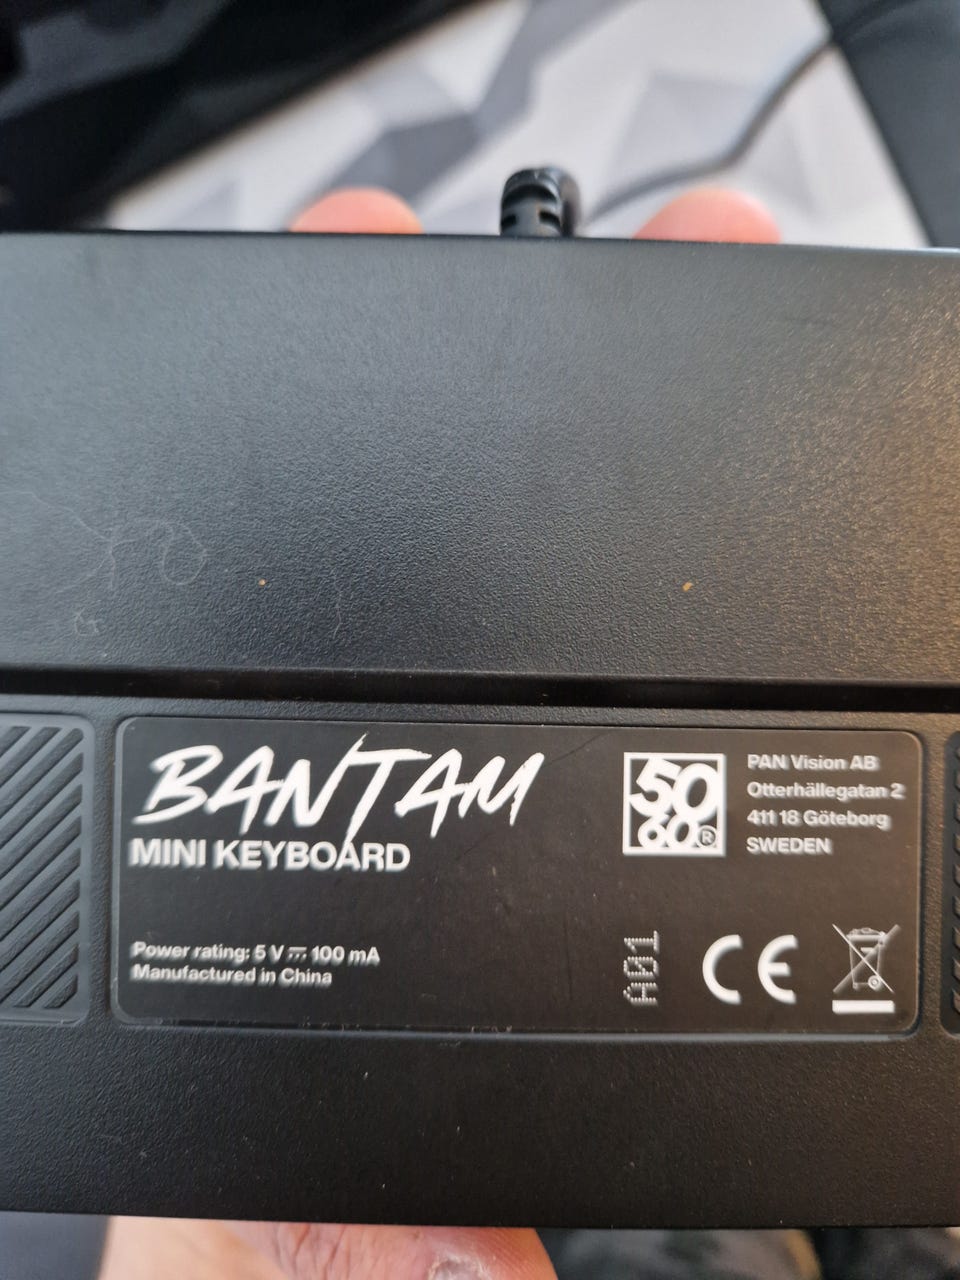 BANTAM
MINI KEYBOARD
50
60®
PAN Vision AB
Otterhällegatan 2
411 18 Göteborg
SWEDEN
Power rating: 5 V ⎓ 100 mA
Manufactured in China
A01
CE